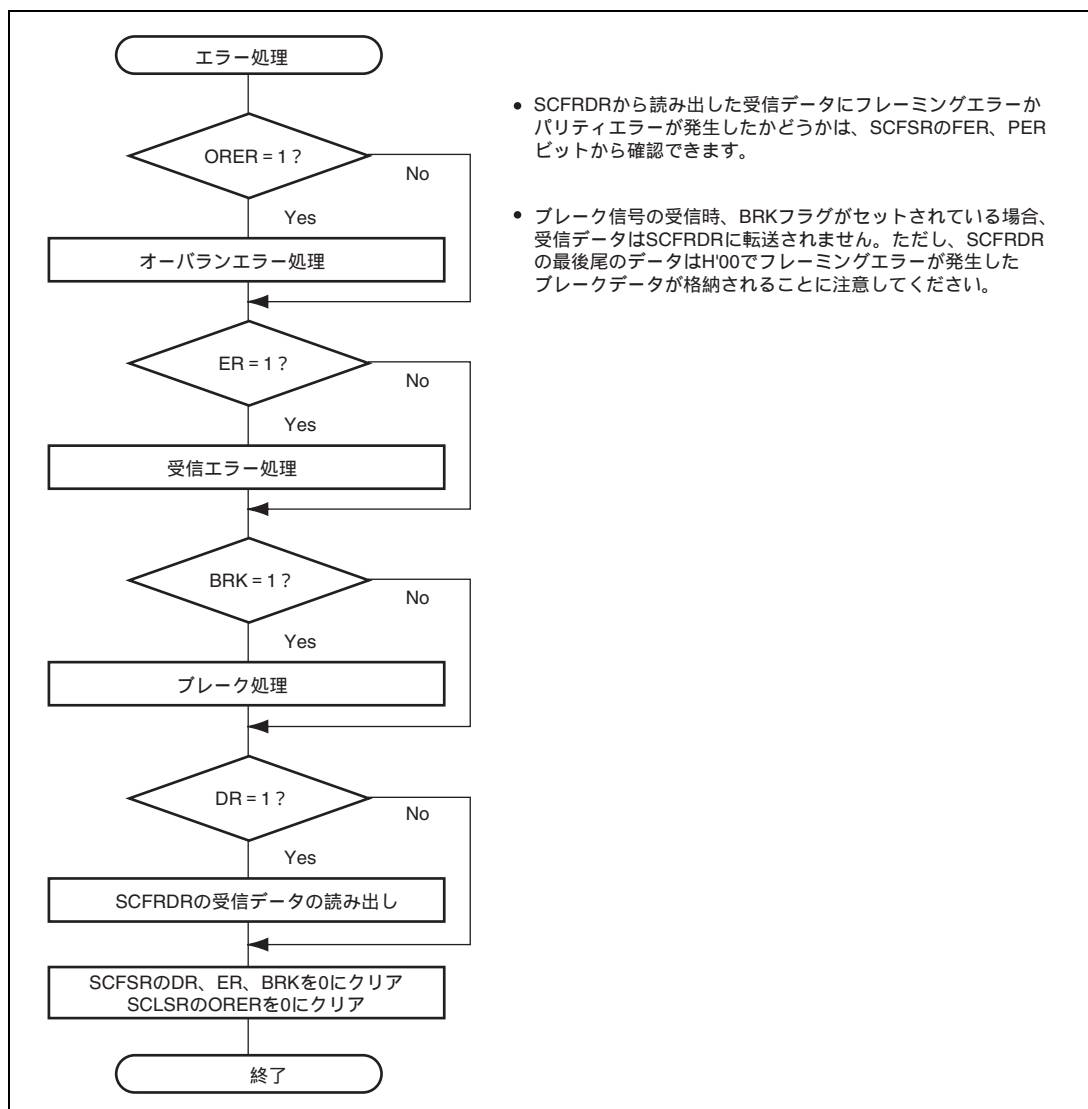 エラー処理
ORER = 1 ?
No
Yes
オーバランエラー処理
ER = 1 ?
No
Yes
受信エラー処理
BRK = 1 ?
No
Yes
ブレーク処理
DR = 1 ?
No
Yes
SCFRDRの受信データの読み出し
SCFSRのDR、ER、BRKを0にクリア
SCLSRのORERを0にクリア
終了
● SCFRDRから読み出した受信データにフレーミングエラーか
パリティエラーが発生したかどうかは、SCFSRのFER、PER
ビットから確認できます。
● ブレーク信号の受信時、BRKフラグがセットされている場合、
受信データはSCFRDRに転送されません。ただし、SCFRDR
の最後尾のデータはH'00でフレーミングエラーが発生した
ブレークデータが格納されることに注意してください。